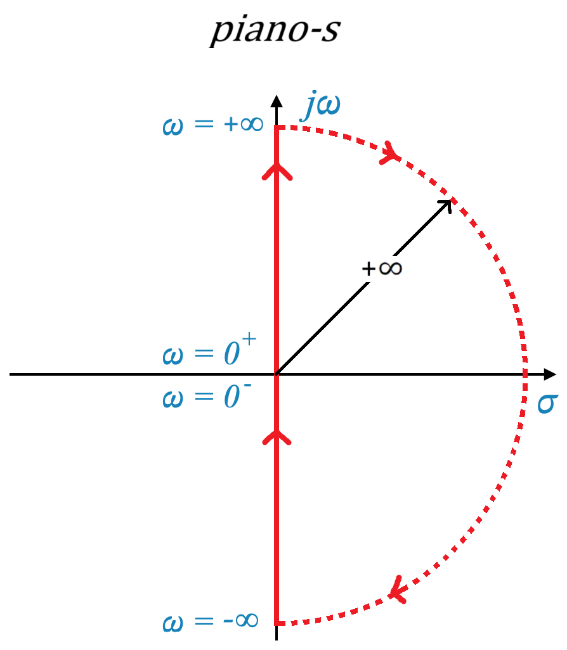 piano-s
jω
ω = +∞
+∞
ω = 0⁺
ω = 0⁻
σ
ω = -∞